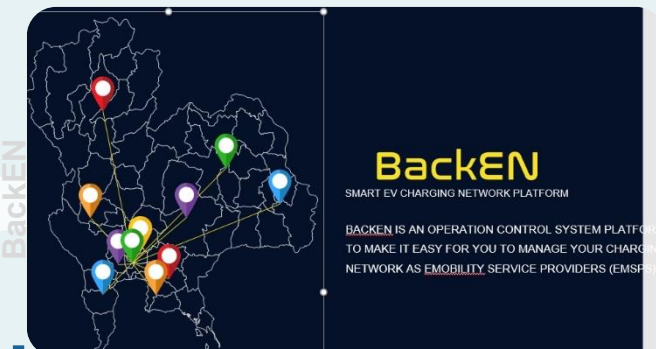 BackEN
BackEN
SMART EV CHARGING NETWORK PLATFORM
BACKEN IS AN OPERATION CONTROL SYSTEM PLATFOR
TO MAKE IT EASY FOR YOU TO MANAGE YOUR CHARGIN
NETWORK AS EMOBILITY SERVICE PROVIDERS (EMSPS)